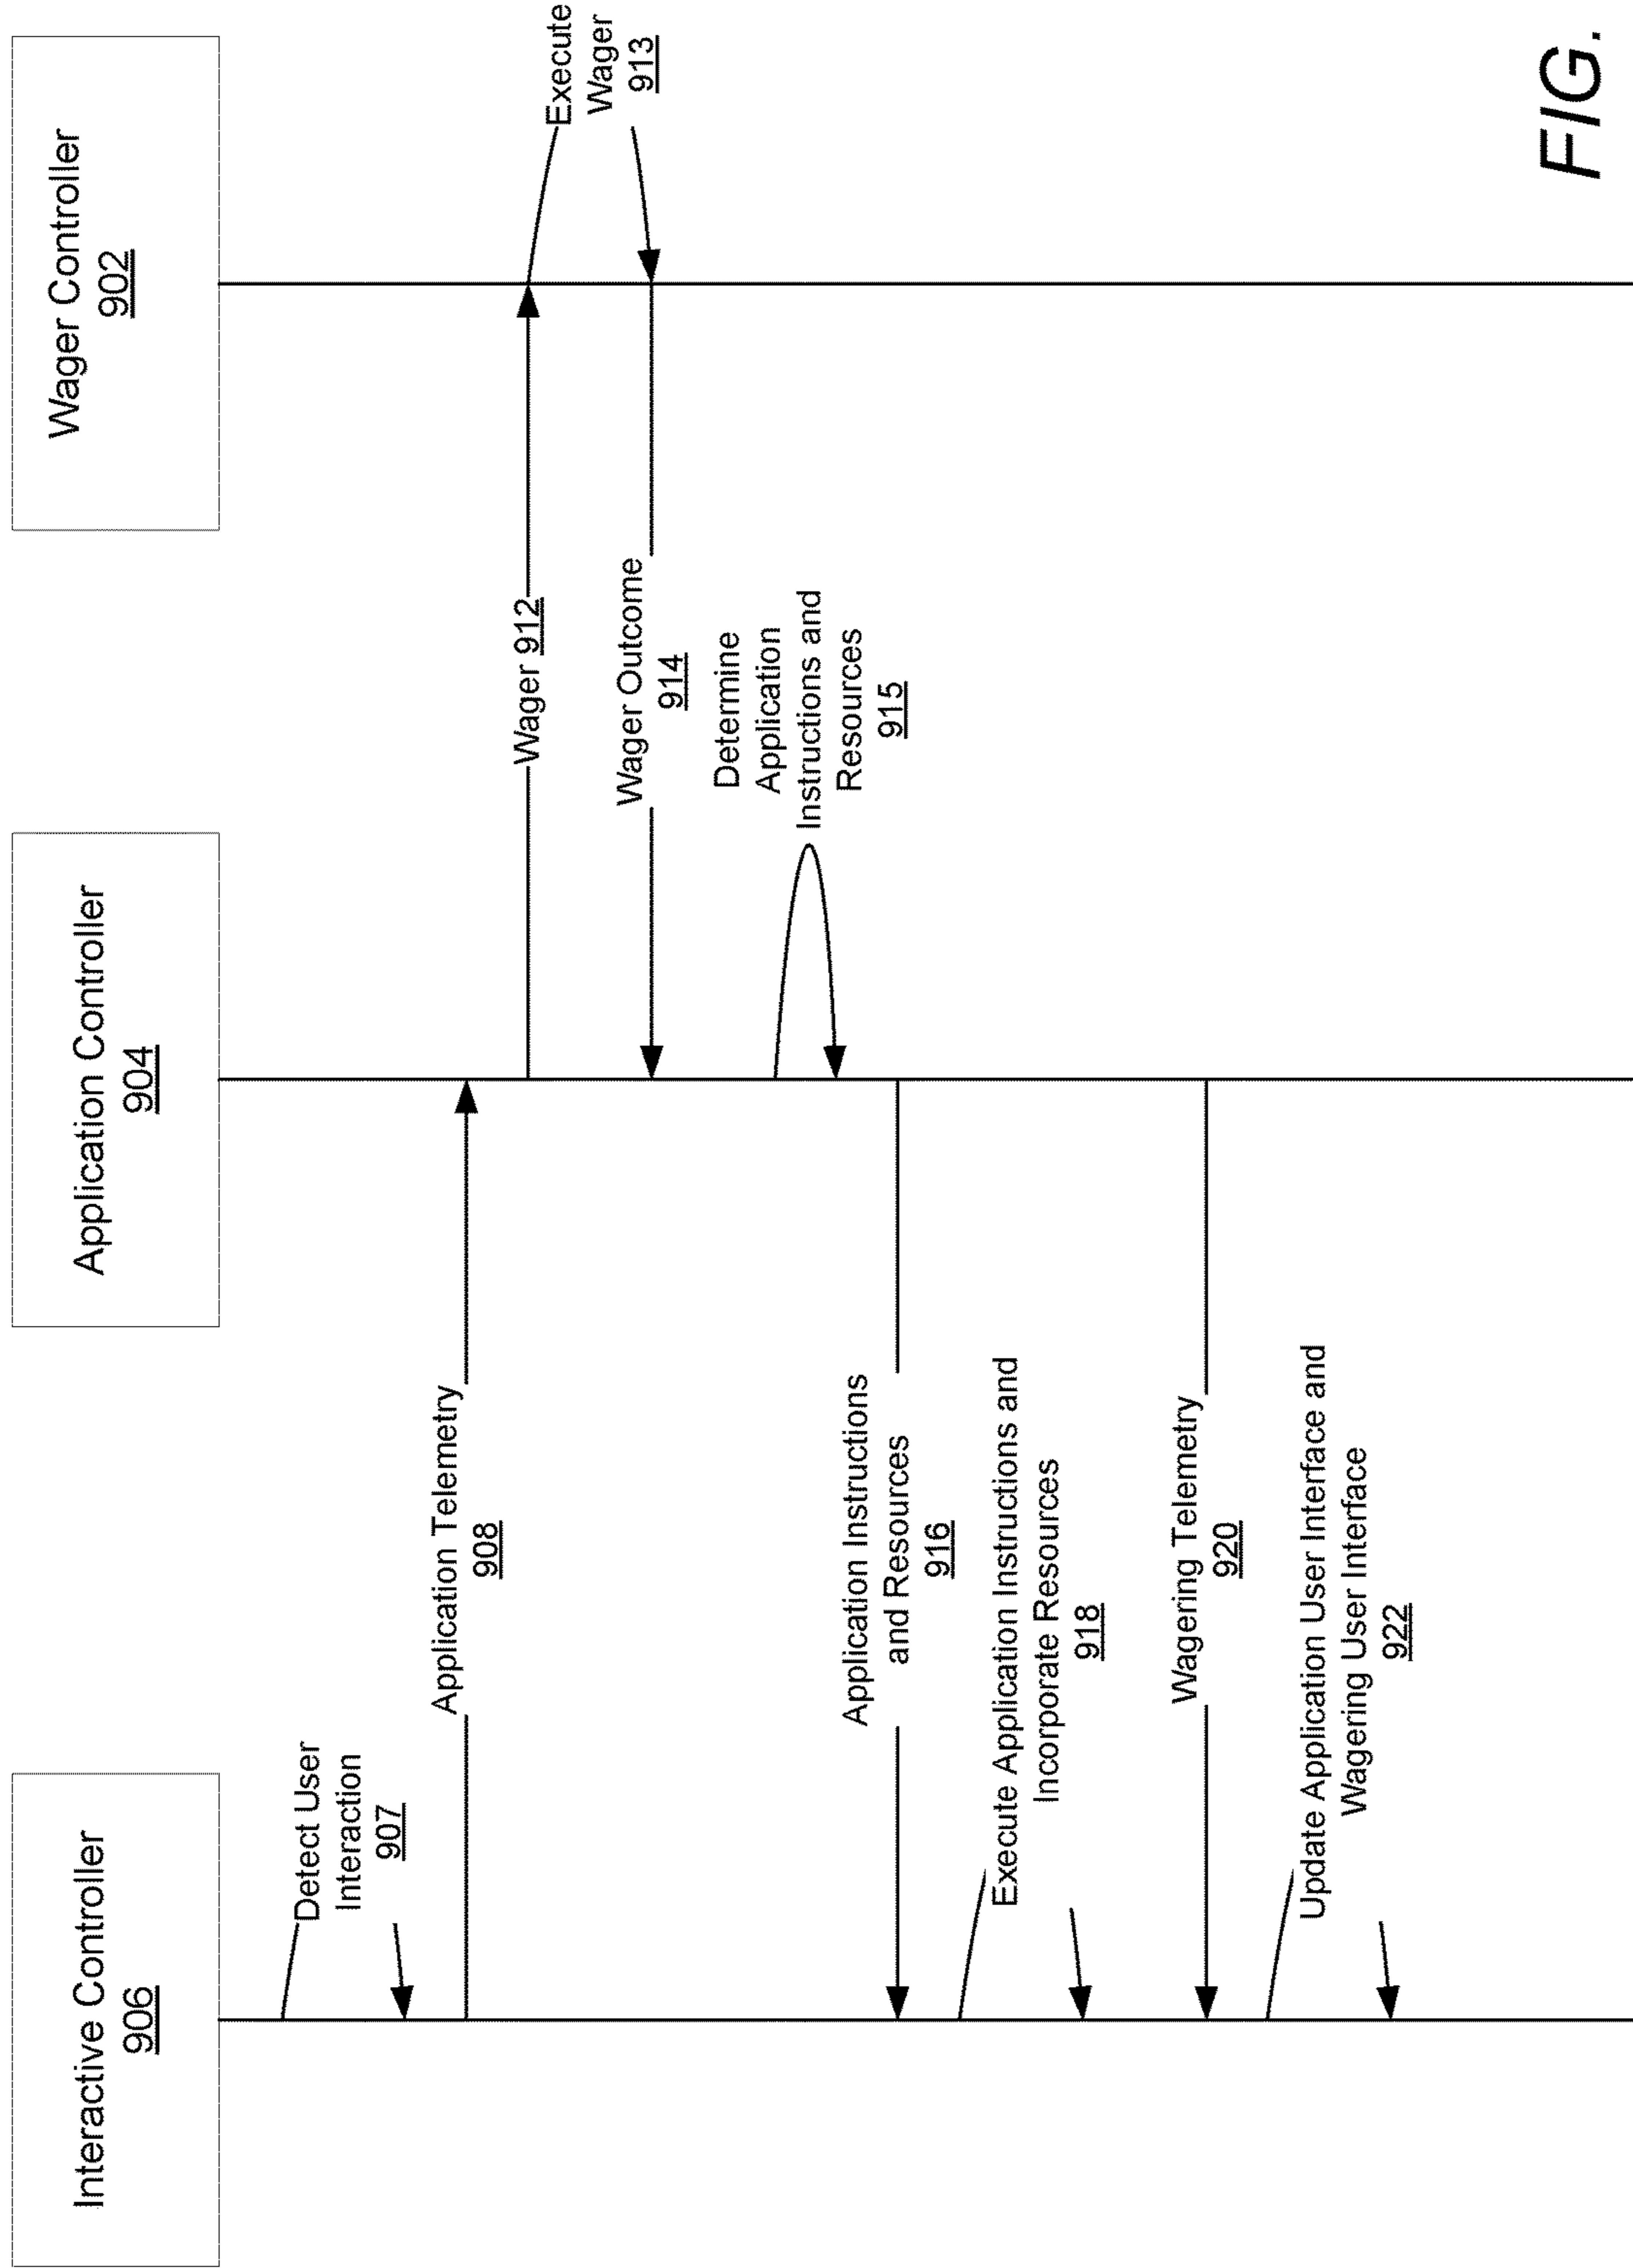 Interactive Controller
906
Application Controller
904
Wager Controller
902
Detect User
Interaction
907
Application Telemetry
908
Wager 912
Execute
Wager
913
Wager Outcome
914
Determine
Application
Instructions and
Resources
915
Application Instructions
and Resources
916
Execute Application Instructions and
Incorporate Resources
918
Wagering Telemetry
920
Update Application User Interface and
Wagering User Interface
922
FIG.